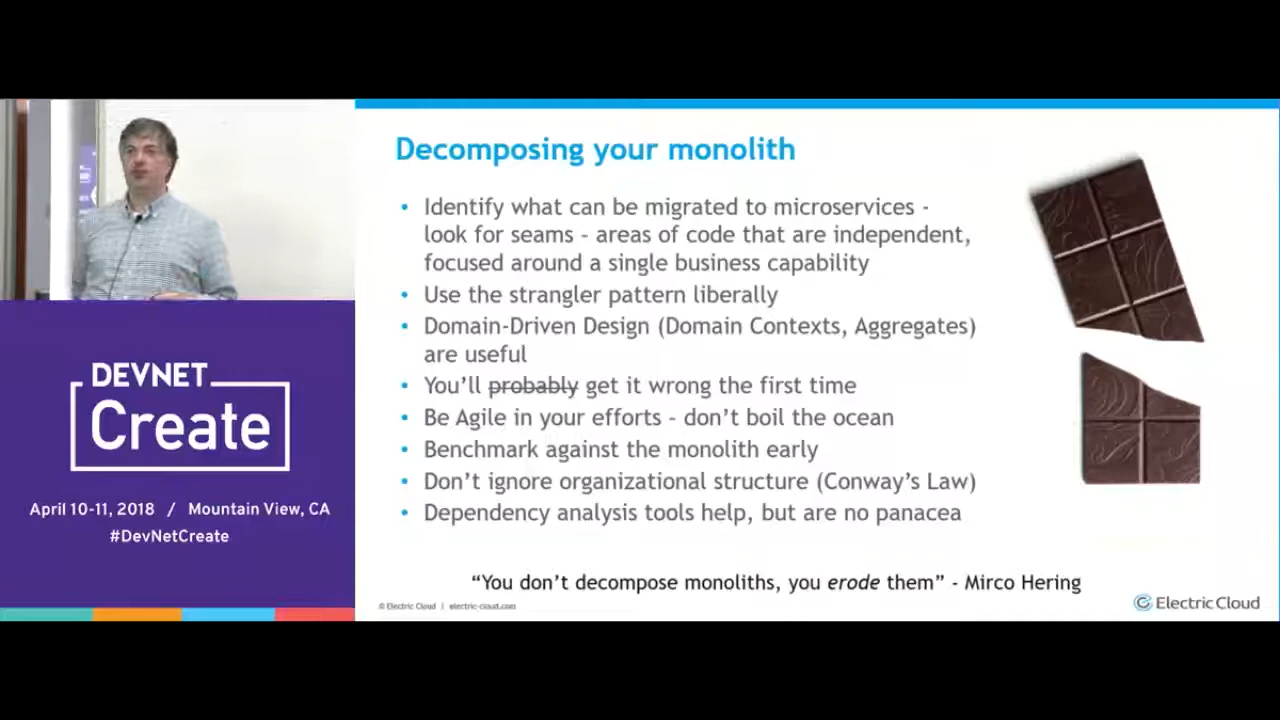 Decomposing your monolith
• Identify what can be migrated to microservices -
look for seams - areas of code that are independent,
focused around a single business capability
• Use the strangler pattern liberally
• Domain-Driven Design (Domain Contexts, Aggregates)
are useful
• You'll probably get it wrong the first time
• Be Agile in your efforts - don't boil the ocean
• Benchmark against the monolith early
• Don't ignore organizational structure (Conway's Law)
• Dependency analysis tools help, but are no panacea
“You don't decompose monoliths, you erode them” - Mirco Hering
© Electric Cloud | electric-cloud.com
Electric Cloud
DEVNET
Create
April 10-11, 2018 / Mountain View, CA
#DevNetCreate